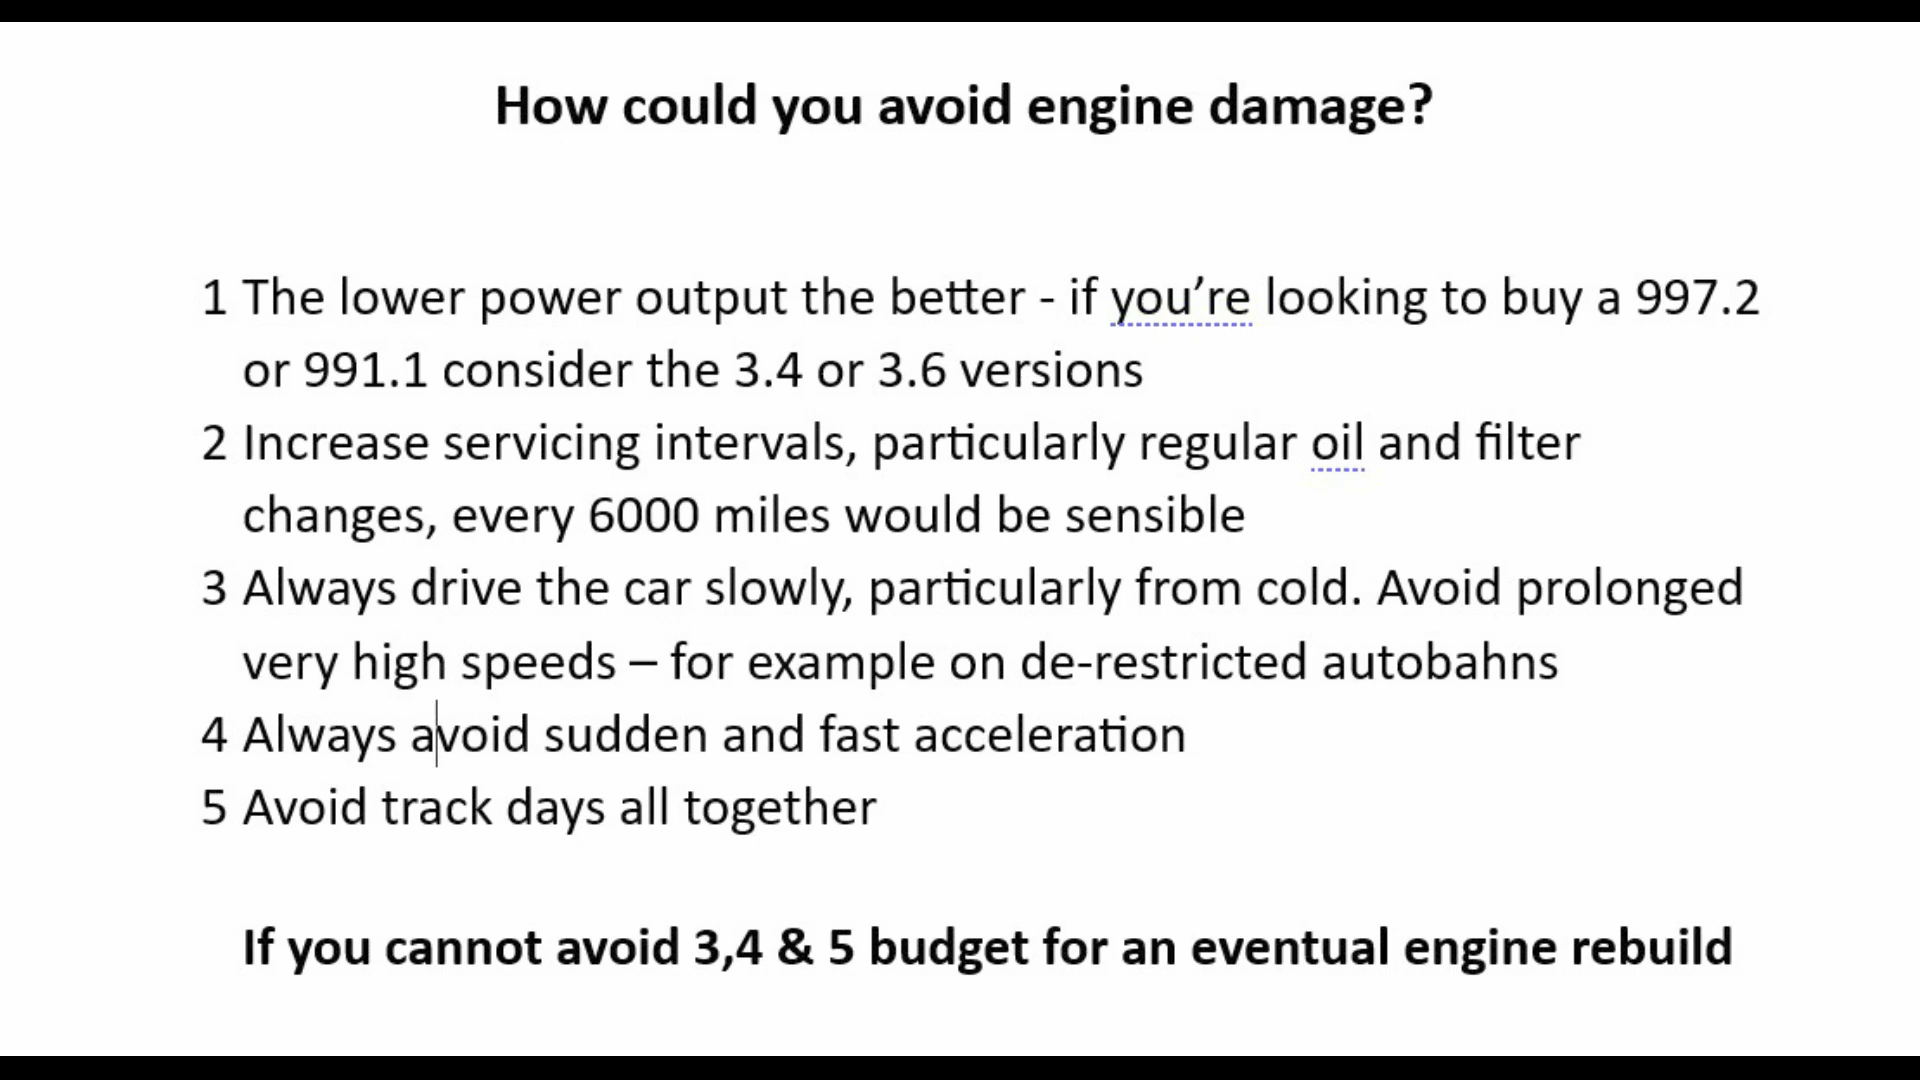 How could you avoid engine damage?
1 The lower power output the better - if you’re looking to buy a 997.2
or 991.1 consider the 3.4 or 3.6 versions
2 Increase servicing intervals, particularly regular oil and filter
changes, every 6000 miles would be sensible
3 Always drive the car slowly, particularly from cold. Avoid prolonged
very high speeds – for example on de-restricted autobahns
4 Always avoid sudden and fast acceleration
5 Avoid track days all together
If you cannot avoid 3,4 & 5 budget for an eventual engine rebuild